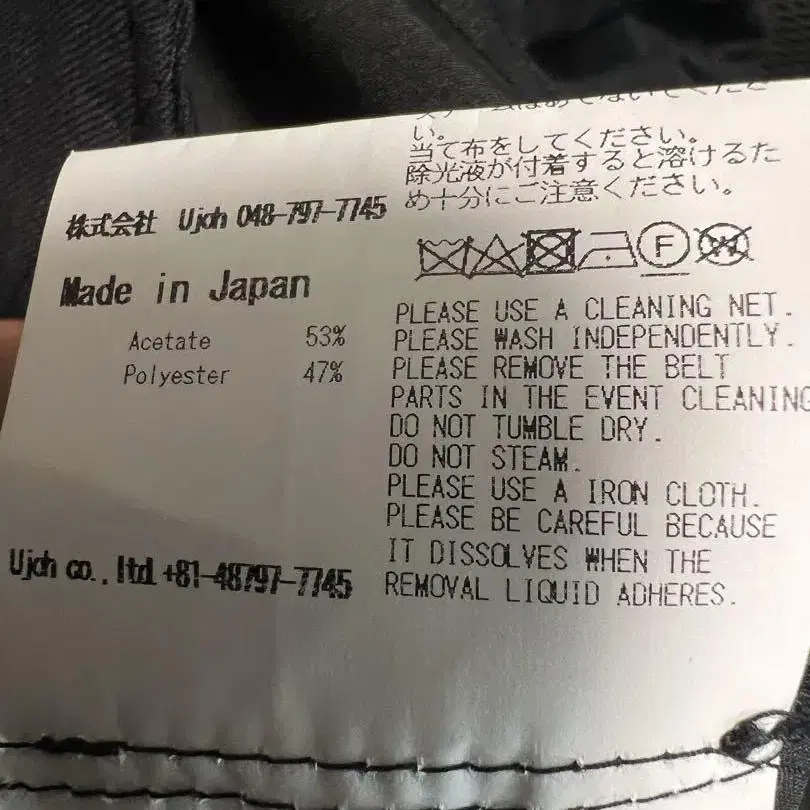 い。
当て布をしてください。
除光液が付着すると溶けるた
め十分にご注意ください。
株式会社 Ujoh 048-797-7745
Made in Japan
Acetate 53%
Polyester 47%
Ujoh co., ltd +81-48797-7745
F
W
PLEASE USE A CLEANING NET.
PLEASE WASH INDEPENDENTLY.
PLEASE REMOVE THE BELT
PARTS IN THE EVENT CLEANING
DO NOT TUMBLE DRY.
DO NOT STEAM.
PLEASE USE A IRON CLOTH.
PLEASE BE CAREFUL BECAUSE
IT DISSOLVES WHEN THE
REMOVAL LIQUID ADHERES.